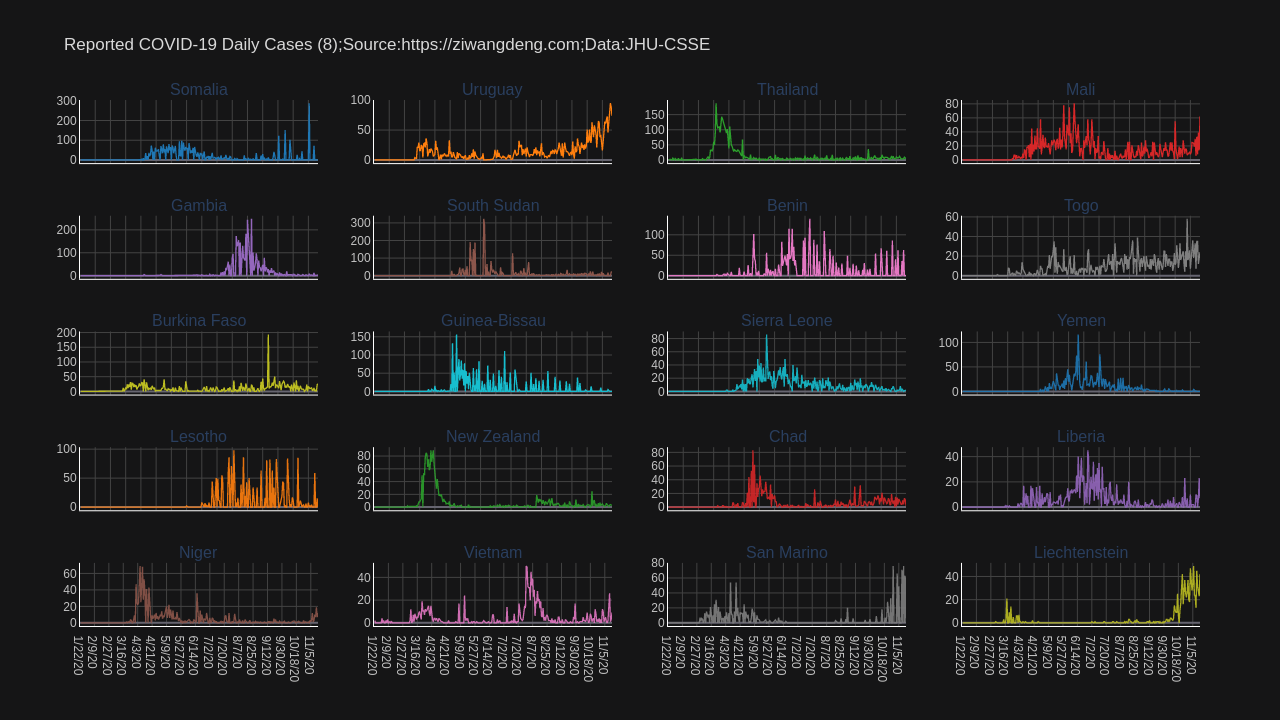 Reported COVID-19 Daily Cases (8);Source:https://ziwangdeng.com;Data:JHU-CSSE
Somalia Uruguay Thailand Mali
300 200 100 0
100 50 0
150 100 50 0
80 60 40 20 0
Gambia South Sudan Benin Togo
200 100 0
300 200 100 0
100 50 0
60 40 20 0
Burkina Faso Guinea-Bissau Sierra Leone Yemen
200 150 100 50 0
150 100 50 0
80 60 40 20 0
100 50 0
Lesotho New Zealand Chad Liberia
100 50 0
80 60 40 20 0
80 60 40 20 0
40 20 0
Niger Vietnam San Marino Liechtenstein
60 40 20 0
40 20 0
80 60 40 20 0
40 20 0
1/22/20 2/9/20 2/27/20 3/16/20 4/3/20 4/21/20 5/9/20 5/27/20 6/14/20 7/2/20 7/20/20 8/7/20 8/25/20 9/12/20 9/30/20 10/18/20 11/5/20
1/22/20 2/9/20 2/27/20 3/16/20 4/3/20 4/21/20 5/9/20 5/27/20 6/14/20 7/2/20 7/20/20 8/7/20 8/25/20 9/12/20 9/30/20 10/18/20 11/5/20
1/22/20 2/9/20 2/27/20 3/16/20 4/3/20 4/21/20 5/9/20 5/27/20 6/14/20 7/2/20 7/20/20 8/7/20 8/25/20 9/12/20 9/30/20 10/18/20 11/5/20
1/22/20 2/9/20 2/27/20 3/16/20 4/3/20 4/21/20 5/9/20 5/27/20 6/14/20 7/2/20 7/20/20 8/7/20 8/25/20 9/12/20 9/30/20 10/18/20 11/5/20